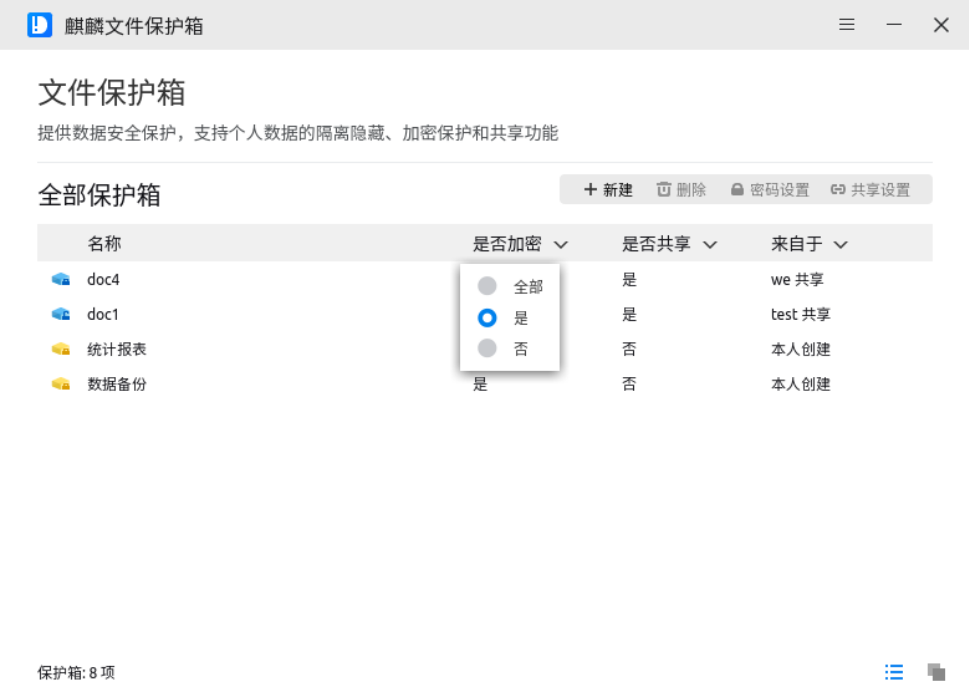 麒麟文件保护箱
文件保护箱
提供数据安全保护，支持个人数据的隔离隐藏、加密保护和共享功能
全部保护箱 新建 删除 密码设置 共享设置
名称 是否加密 是否共享 来自于
doc4 是 we 共享
doc1 是 test 共享
统计报表 否 本人创建
数据备份 是 否 本人创建
全部
是
否
保护箱: 8 项